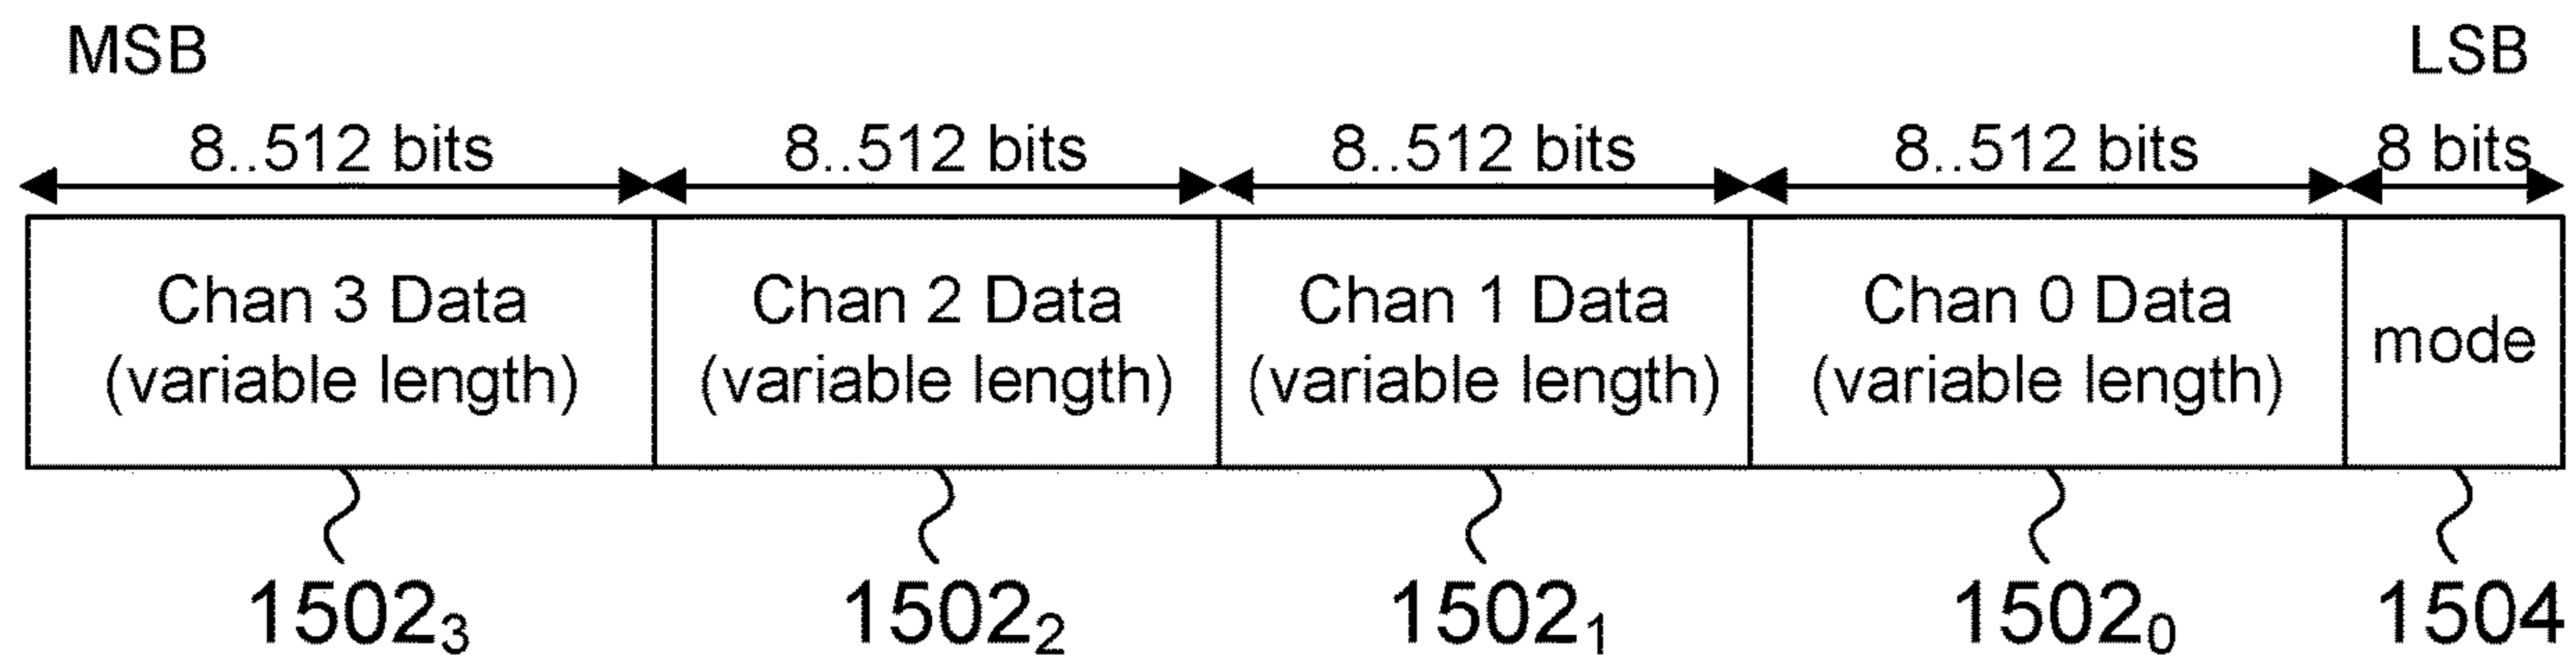 MSB LSB
8..512 bits 8..512 bits 8..512 bits 8..512 bits 8 bits
Chan 3 Data Chan 2 Data Chan 1 Data Chan 0 Data mode
(variable length) (variable length) (variable length) (variable length)
1502₃ 1502₂ 1502₁ 1502₀ 1504